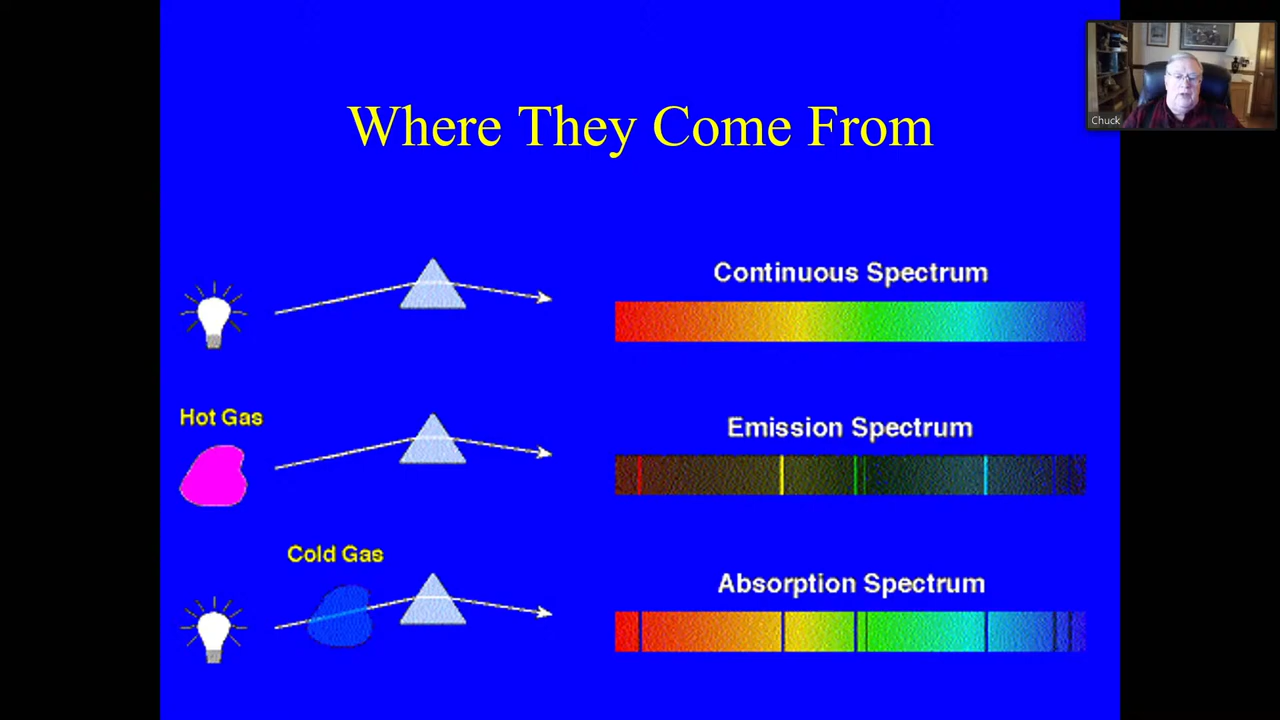 Where They Come From
Chuck
Continuous Spectrum
Hot Gas
Emission Spectrum
Cold Gas
Absorption Spectrum